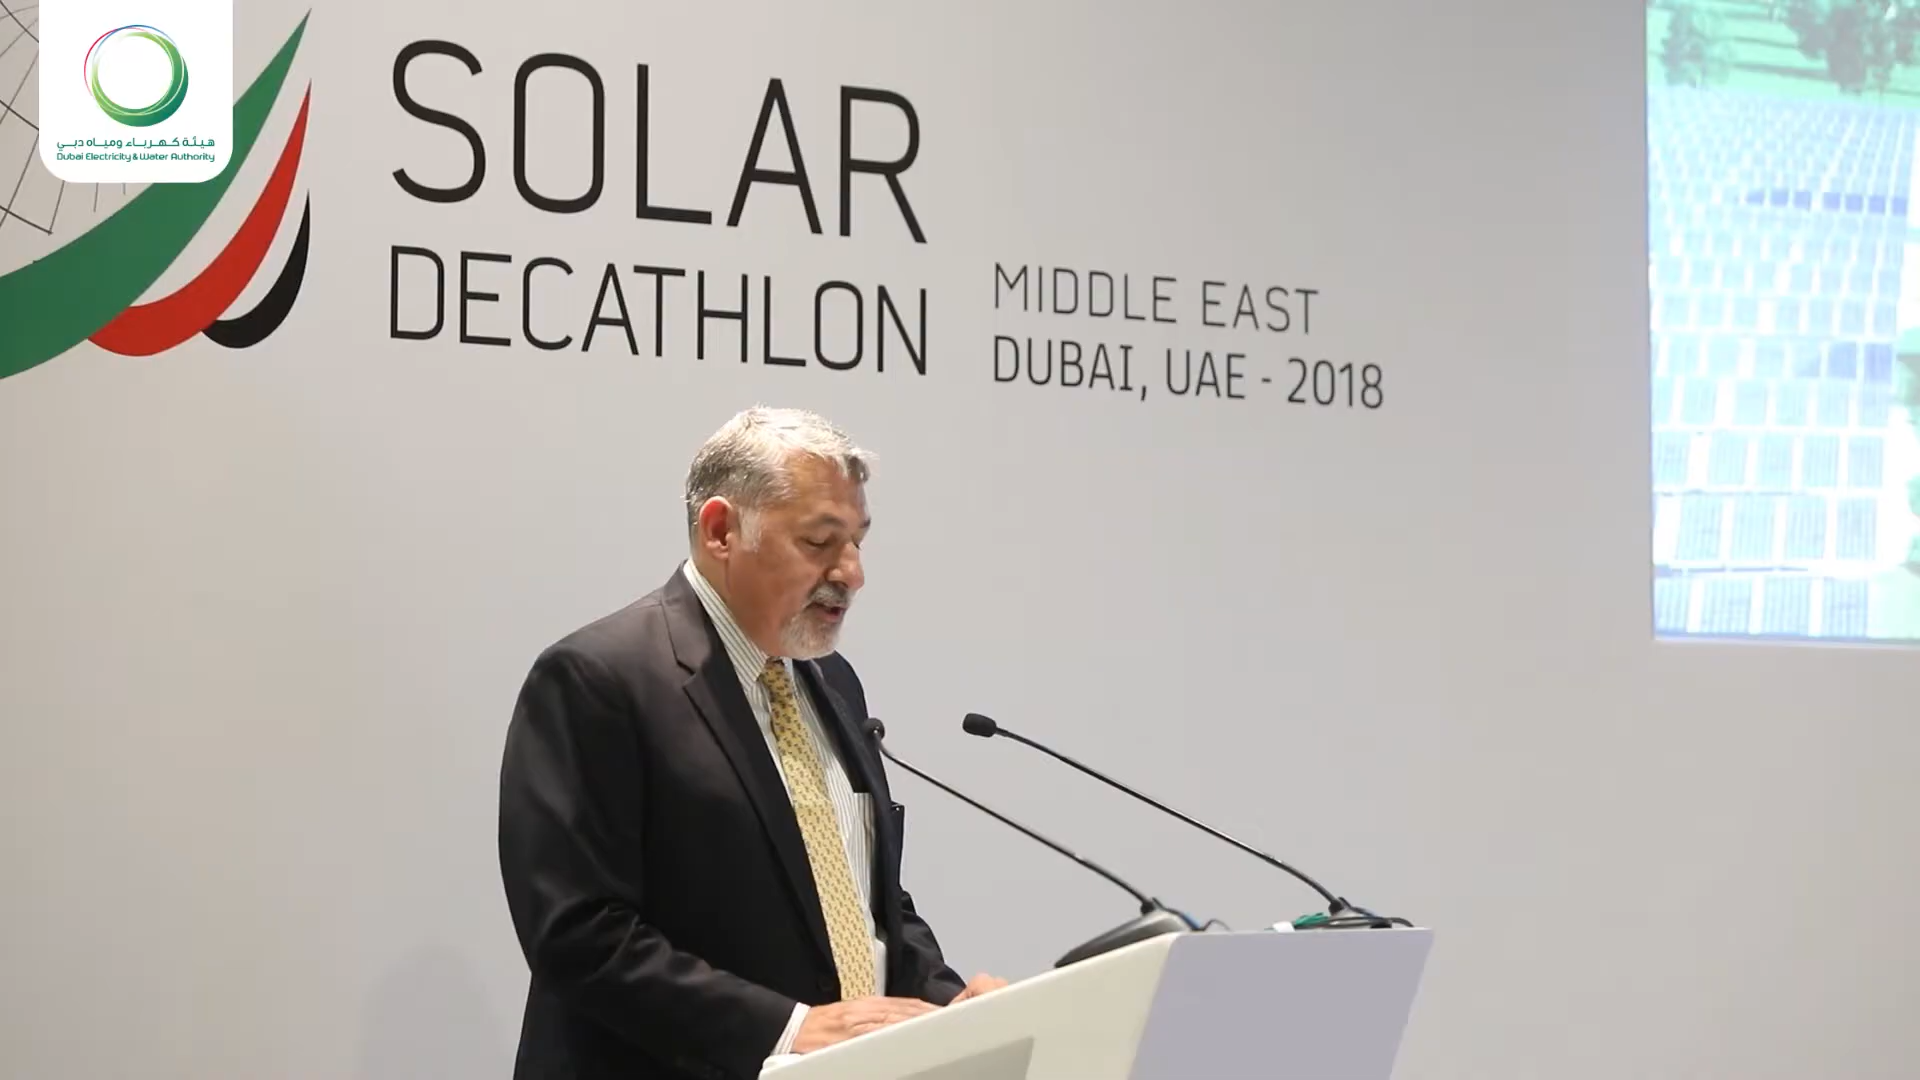 هيئة كهرباء ومياه دبي
Dubai Electricity & Water Authority
SOLAR
DECATHLON
MIDDLE EAST
DUBAI, UAE - 2018